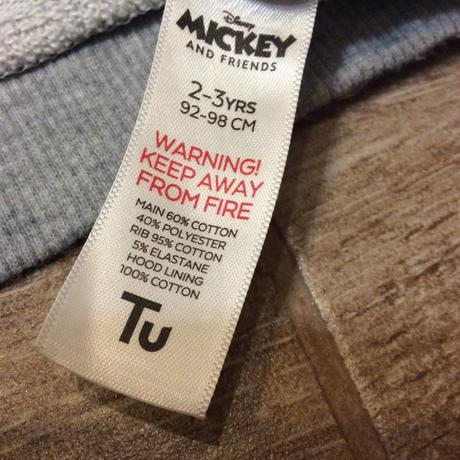 Disney
MICKEY
AND FRIENDS
2-3YRS
92-98 CM
WARNING!
KEEP AWAY
FROM FIRE
MAIN 60% COTTON
40% POLYESTER
RIB 95% COTTON
5% ELASTANE
HOOD LINING
100% COTTON
Tu